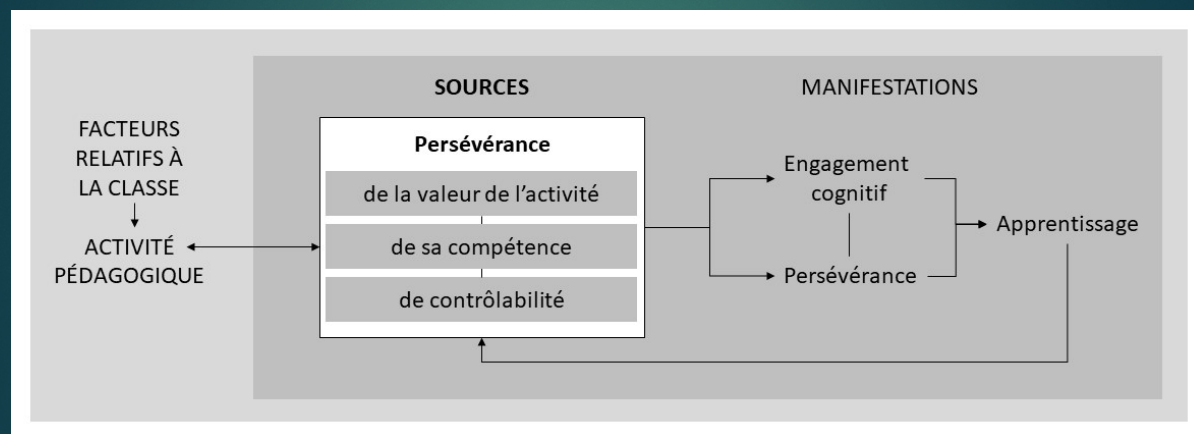 SOURCES
MANIFESTATIONS
FACTEURS
RELATIFS À
LA CLASSE
ACTIVITÉ
PÉDAGOGIQUE
Persévérance
de la valeur de l'activité
de sa compétence
de contrôlabilité
Engagement
cognitif
Persévérance
Apprentissage